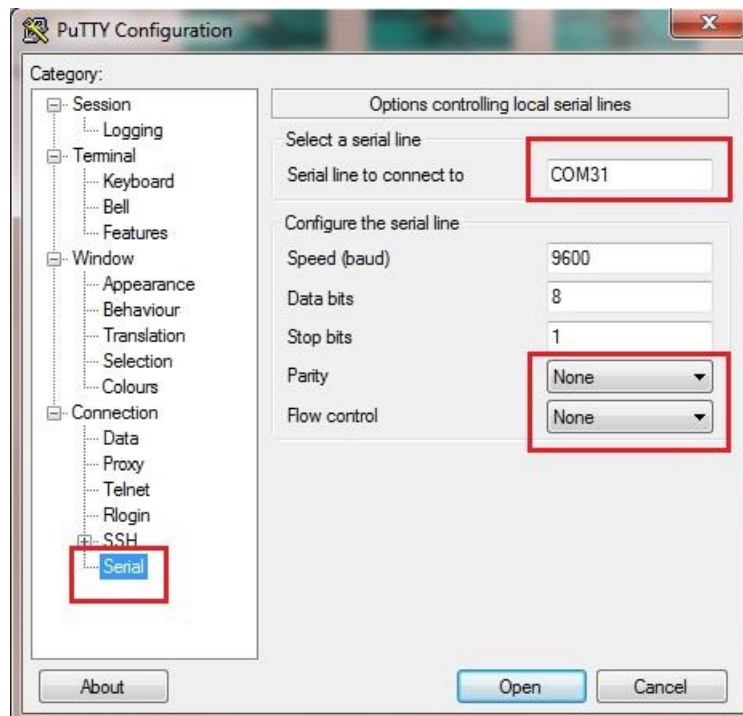 PuTTY Configuration
Category:
Session
Logging
Terminal
Keyboard
Bell
Features
Window
Appearance
Behaviour
Translation
Selection
Colours
Connection
Data
Proxy
Telnet
Rlogin
SSH
Serial
Options controlling local serial lines
Select a serial line
Serial line to connect to COM31
Configure the serial line
Speed (baud) 9600
Data bits 8
Stop bits 1
Parity None
Flow control None
About Open Cancel